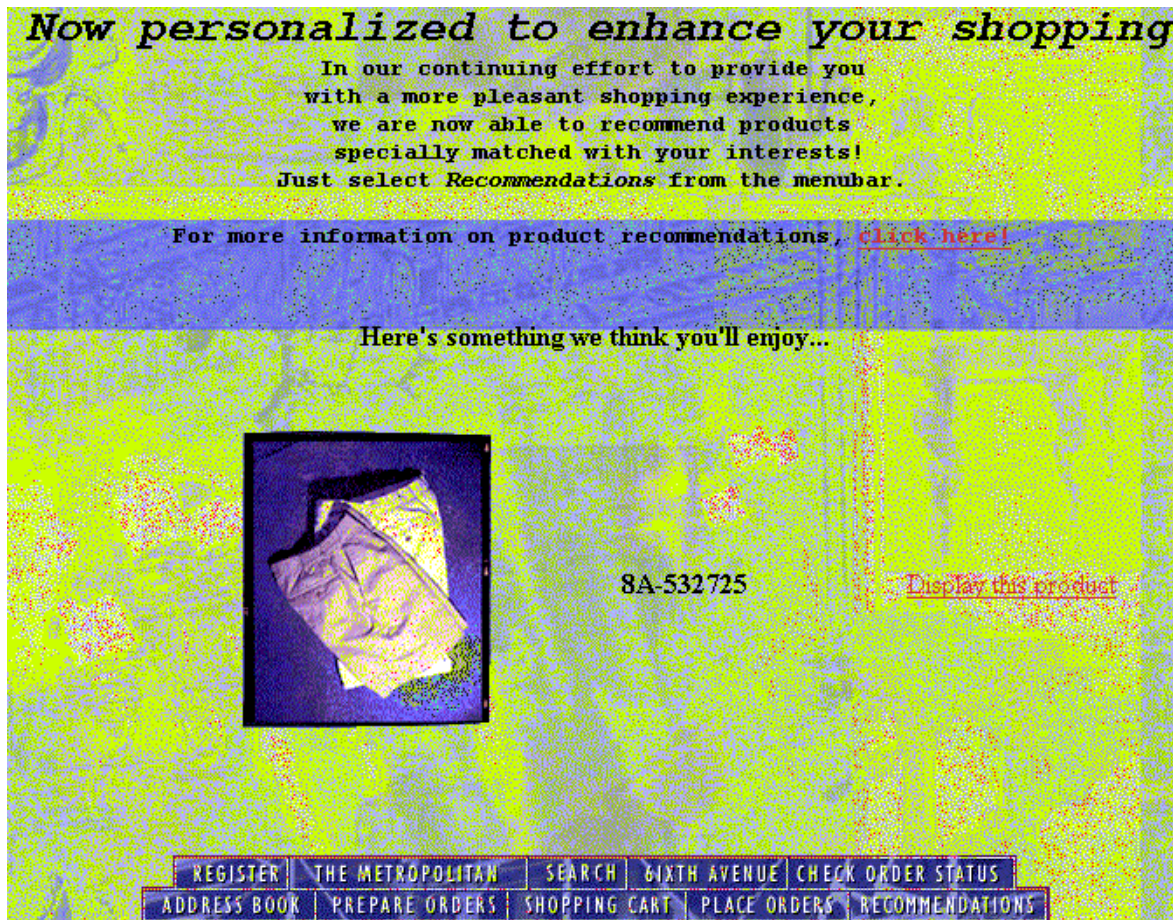 Now personalized to enhance your shopping
In our continuing effort to provide you
with a more pleasant shopping experience,
we are now able to recommend products
specially matched with your interests!
Just select Recommendations from the menubar.
For more information on product recommendations, click here!
Here's something we think you'll enjoy...
8A-532725
Display this product
REGISTER THE METROPOLITAN SEARCH 6IXTH AVENUE CHECK ORDER STATUS
ADDRESS BOOK PREPARE ORDERS SHOPPING CART PLACE ORDERS RECOMMENDATIONS